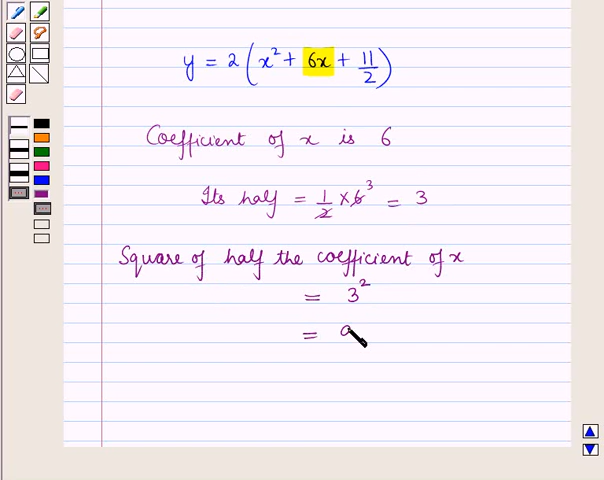 y = 2 ( x² + 6x + 11/2 )
Coefficient of x is 6
Its half = 1/2 × 6 3 = 3
Square of half the coefficient of x
= 3²
=